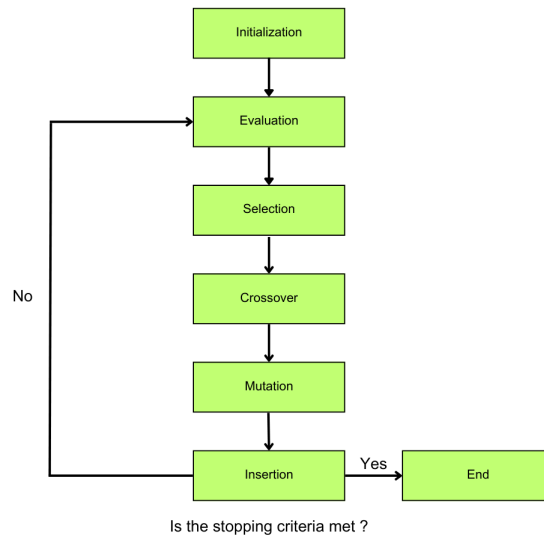 Initialization
Evaluation
Selection
No
Crossover
Mutation
Insertion
Yes
End
Is the stopping criteria met ?